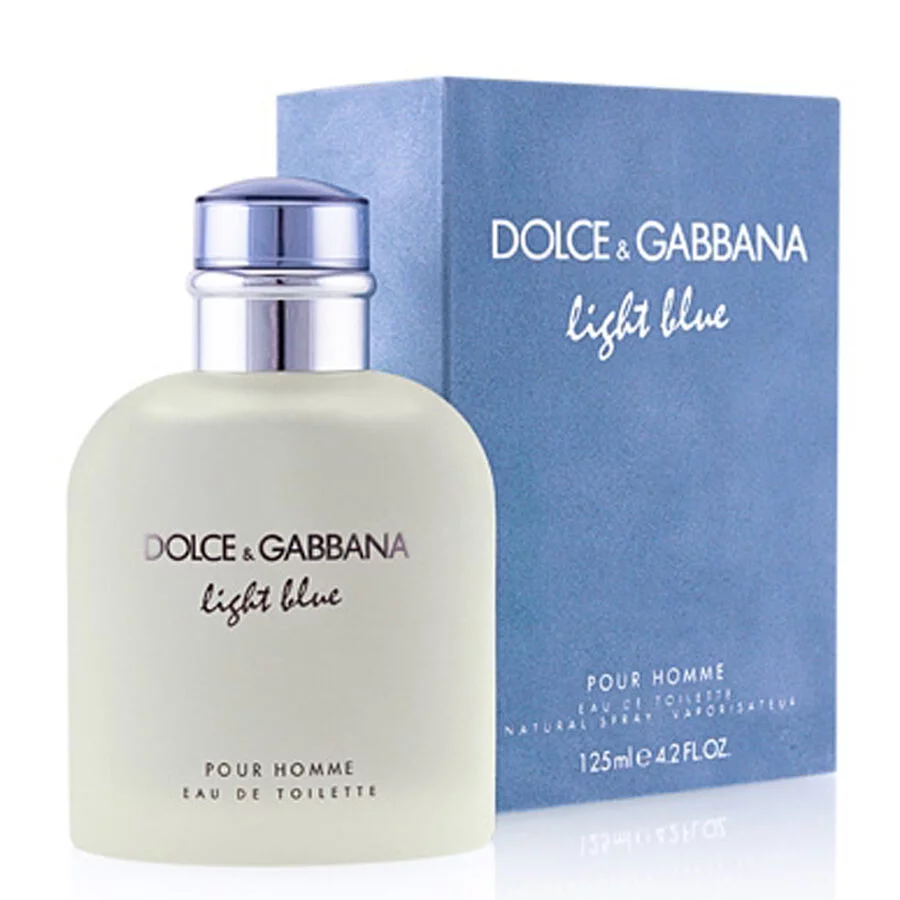 DOLCE & GABBANA
light blue
POUR HOMME
EAU DE TOILETTE
NATURAL SPRAY VAPORISATEUR
125ml e 4.2 FL.OZ.
DOLCE & GABBANA
light blue
POUR HOMME
EAU DE TOILETTE